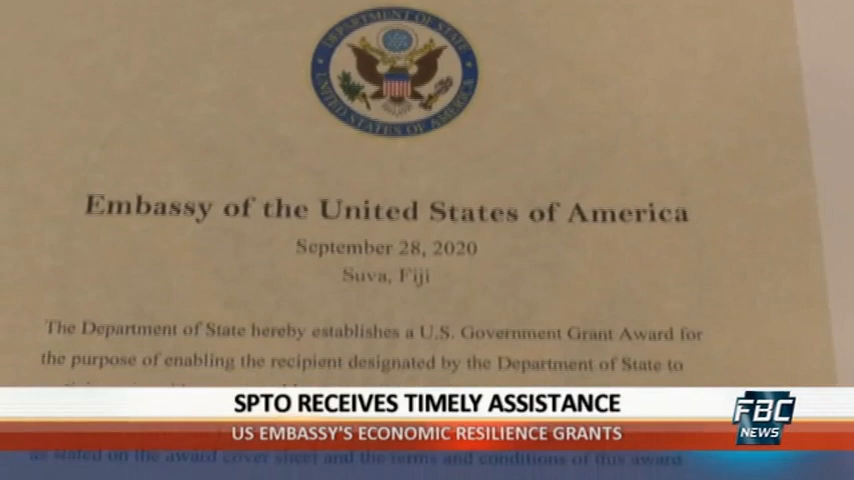 DEPARTMENT OF STATE
UNITED STATES OF AMERICA
Embassy of the United States of America
September 28, 2020
Suva, Fiji
The Department of State hereby establishes a U.S. Government Grant Award for
the purpose of enabling the recipient designated by the Department of State to
SPTO RECEIVES TIMELY ASSISTANCE
US EMBASSY'S ECONOMIC RESILIENCE GRANTS
FBC
NEWS
as stated on the award cover sheet and the terms and conditions of this award